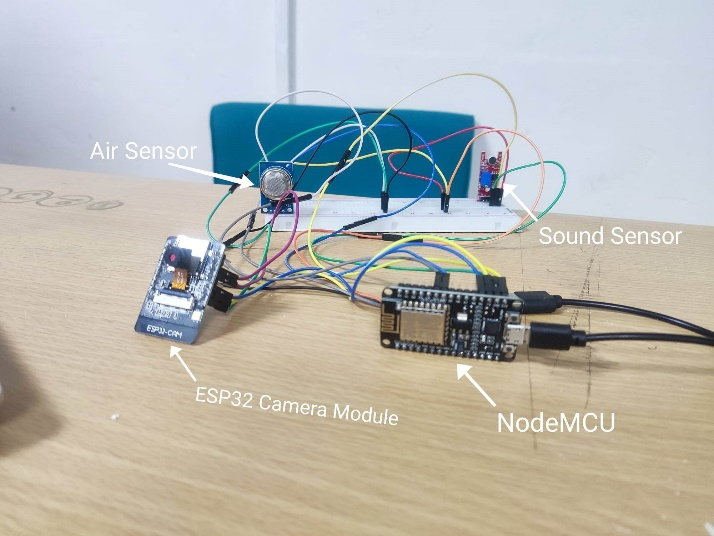 Air Sensor
Sound Sensor
ESP32-CAM
ESP32 Camera Module
NodeMCU